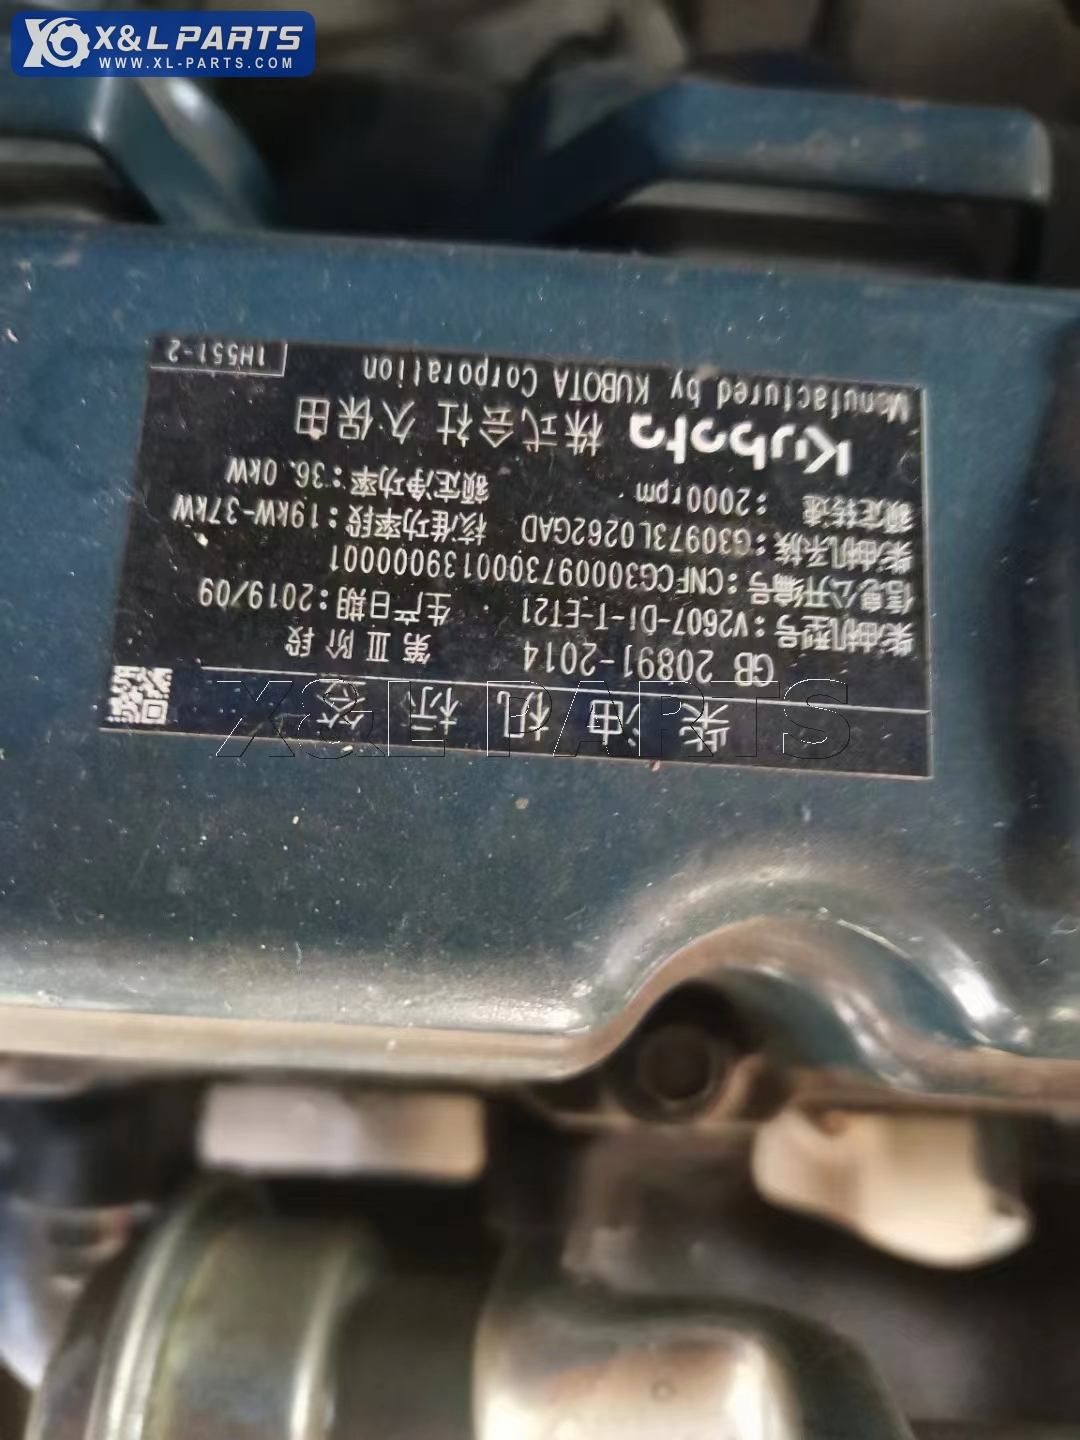 X&L PARTS
WWW.XL-PARTS.COM
柴油机标签
GB 20891-2014 第Ⅲ阶段
柴油机型号:V2607-DI-T-ET21 生产日期:2019/09
信息公开编号:CNFCG3000973000139000001
柴油机系族:G30973L0262GAD 核准功率段:19kW-37kW
额定转速:2000rpm 额定净功率:36.0kW
Kubota 株式会社 久保田
Manufactured by KUBOTA Corporation
1H551-2
X&L PARTS